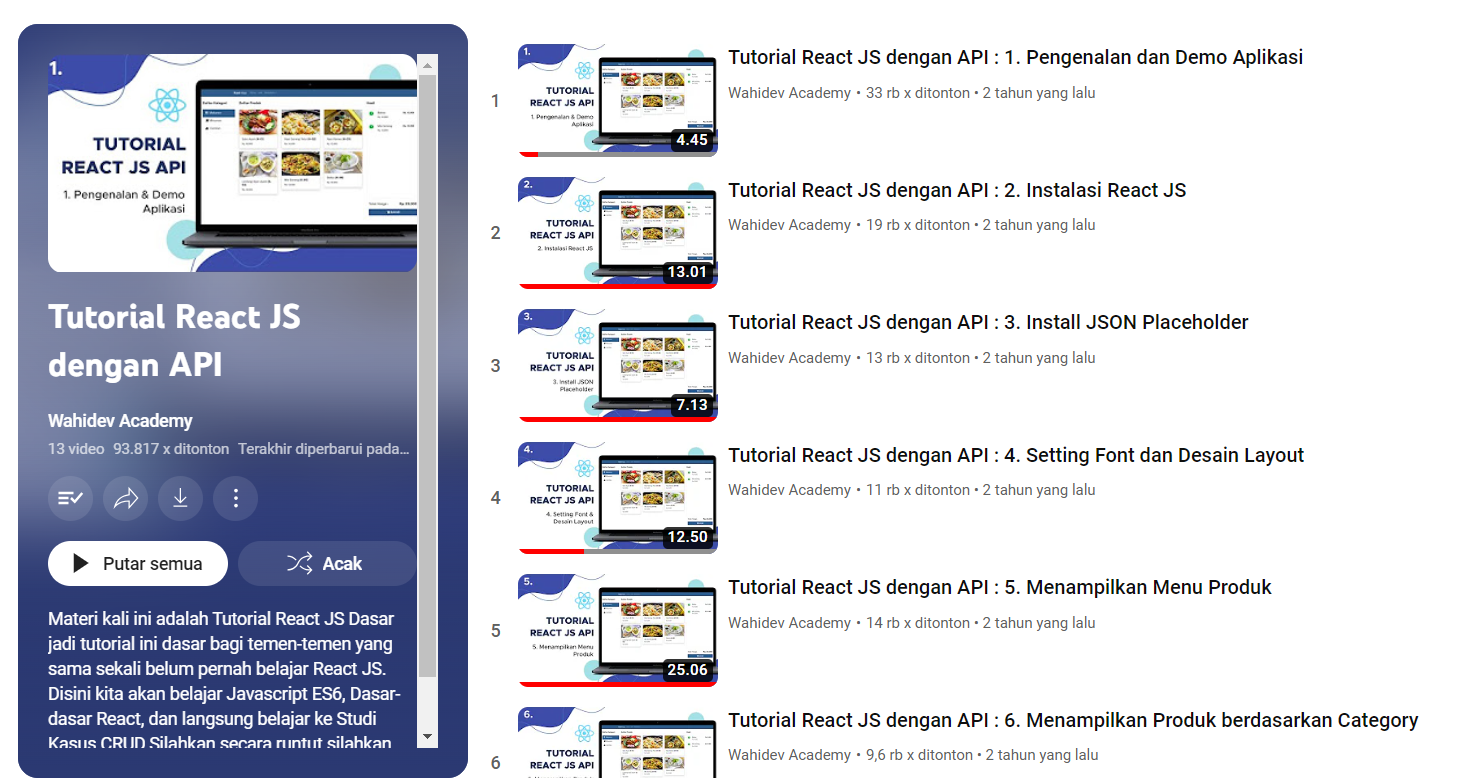 1.
TUTORIAL
REACT JS API
1. Pengenalan & Demo
Aplikasi
Tutorial React JS
dengan API
Wahidev Academy
13 video 93.817 x ditonton Terakhir diperbarui pada...
Putar semua
Acak
Materi kali ini adalah Tutorial React JS Dasar
jadi tutorial ini dasar bagi temen-temen yang
sama sekali belum pernah belajar React JS.
Disini kita akan belajar Javascript ES6, Dasar-
dasar React, dan langsung belajar ke Studi
Kasus CRUD Silahkan secara runtut silahkan
1
1.
TUTORIAL
REACT JS API
1. Pengenalan & Demo
Aplikasi
4.45
Tutorial React JS dengan API : 1. Pengenalan dan Demo Aplikasi
Wahidev Academy • 33 rb x ditonton • 2 tahun yang lalu
2
2.
TUTORIAL
REACT JS API
2. Instalasi React JS
13.01
Tutorial React JS dengan API : 2. Instalasi React JS
Wahidev Academy • 19 rb x ditonton • 2 tahun yang lalu
3
3.
TUTORIAL
REACT JS API
3. Install JSON
Placeholder
7.13
Tutorial React JS dengan API : 3. Install JSON Placeholder
Wahidev Academy • 13 rb x ditonton • 2 tahun yang lalu
4
4.
TUTORIAL
REACT JS API
4. Setting Font &
Desain Layout
12.50
Tutorial React JS dengan API : 4. Setting Font dan Desain Layout
Wahidev Academy • 11 rb x ditonton • 2 tahun yang lalu
5
5.
TUTORIAL
REACT JS API
5. Menampilkan Menu
Produk
25.06
Tutorial React JS dengan API : 5. Menampilkan Menu Produk
Wahidev Academy • 14 rb x ditonton • 2 tahun yang lalu
6
6.
TUTORIAL
REACT JS API
Tutorial React JS dengan API : 6. Menampilkan Produk berdasarkan Category
Wahidev Academy • 9,6 rb x ditonton • 2 tahun yang lalu